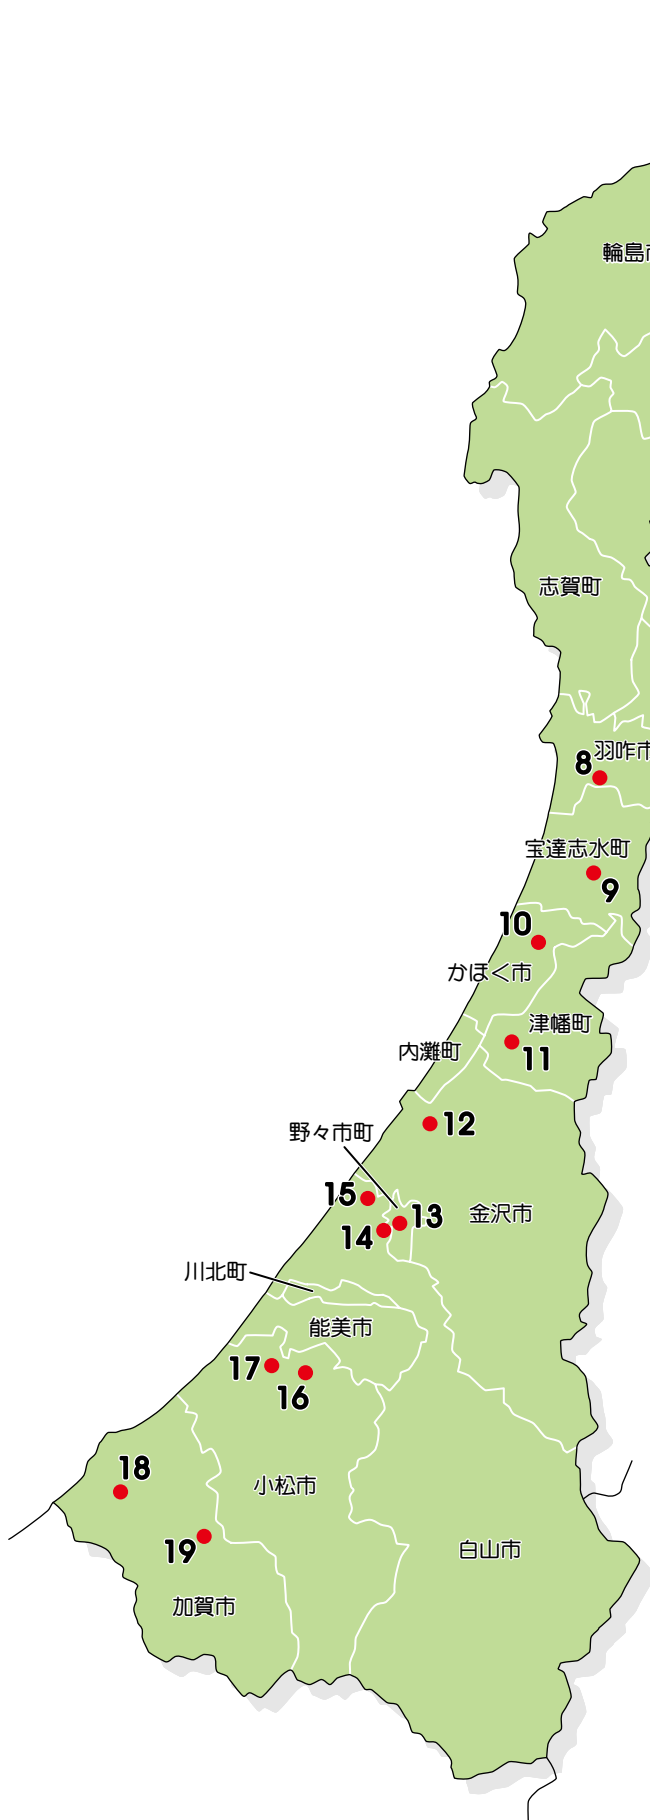 輪島市
志賀町
羽咋市
8
宝達志水町
9
10
かほく市
津幡町
内灘町
11
12
野々市町
15
13
金沢市
14
川北町
能美市
17
16
18
小松市
19
白山市
加賀市